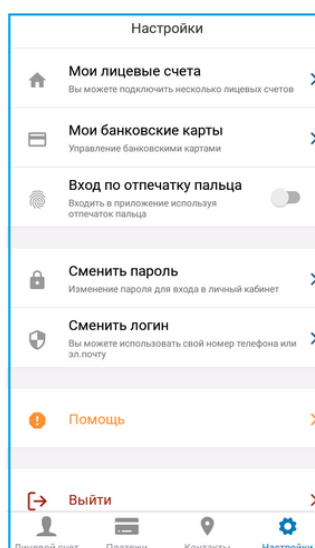 Настройки
Мои лицевые счета
Вы можете подключить несколько лицевых счетов
Мои банковские карты
Управление банковскими картами
Вход по отпечатку пальца
Входить в приложение используя
отпечаток пальца
Сменить пароль
Изменение пароля для входа в личный кабинет
Сменить логин
Вы можете использовать свой номер телефона или
эл.почту
Помощь
Выйти
Лицевой счет Платежи Контакты Настройки